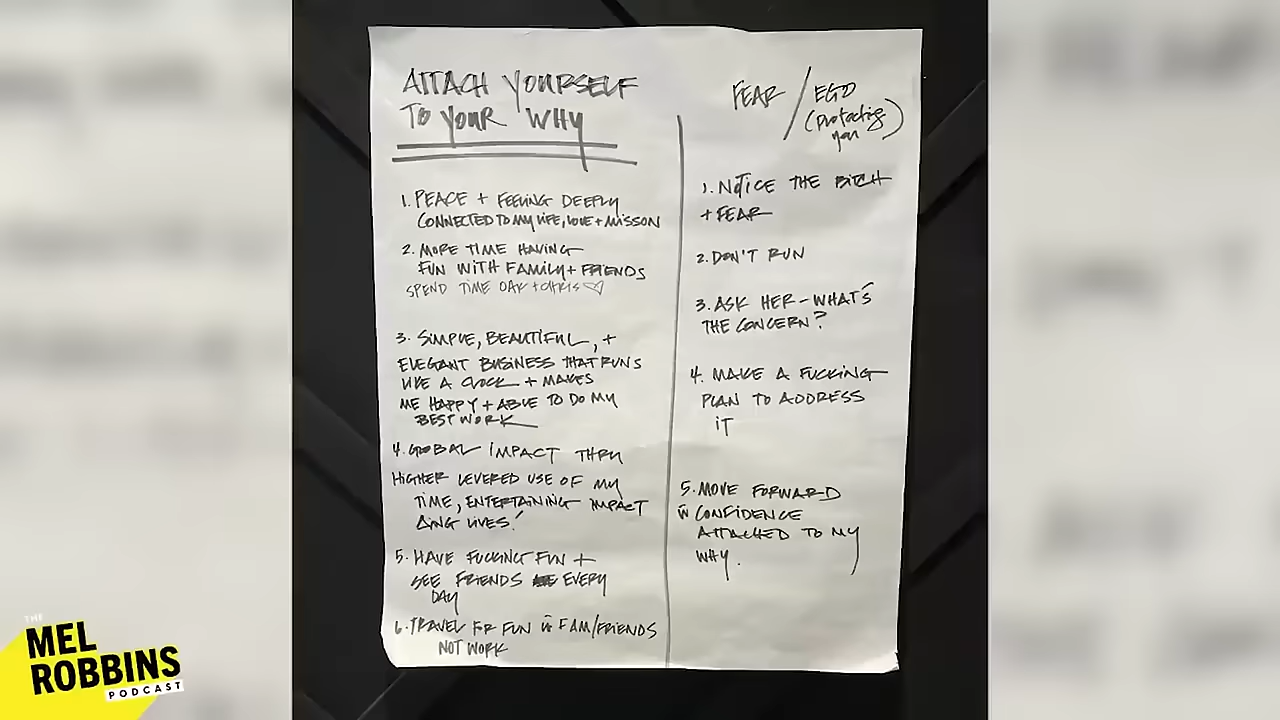 ATTACH YOURSELF
TO YOUR WHY
1. PEACE + FEELING DEEPLY
CONNECTED TO MY LIFE, LOVE + MISSON
2. MORE TIME HAVING
FUN WITH FAMILY + FRIENDS
SPEND TIME OAK + CHRIS ♡
3. SIMPLE, BEAUTIFUL, +
ELEGANT BUSINESS THAT RUNS
LIKE A CLOCK + MAKES
ME HAPPY + ABLE TO DO MY
BEST WORK
4. GLOBAL IMPACT THRU
HIGHER LEVERED USE OF MY
TIME, ENTERTAINING IMPACT
∆ING LIVES!
5. HAVE FUCKING FUN +
SEE FRIENDS EVERY
DAY
6. TRAVEL FOR FUN w̄ FAM/FRIENDS
NOT WORK
FEAR / EGO
(protecting
you)
1. NOTICE THE BITCH
+ FEAR
2. DON'T RUN
3. ASK HER - WHAT'S
THE CONCERN?
4. MAKE A FUCKING
PLAN TO ADDRESS
IT
5. MOVE FORWARD
w̄ CONFIDENCE
ATTACHED TO MY
WHY.
THE
MEL
ROBBINS
PODCAST